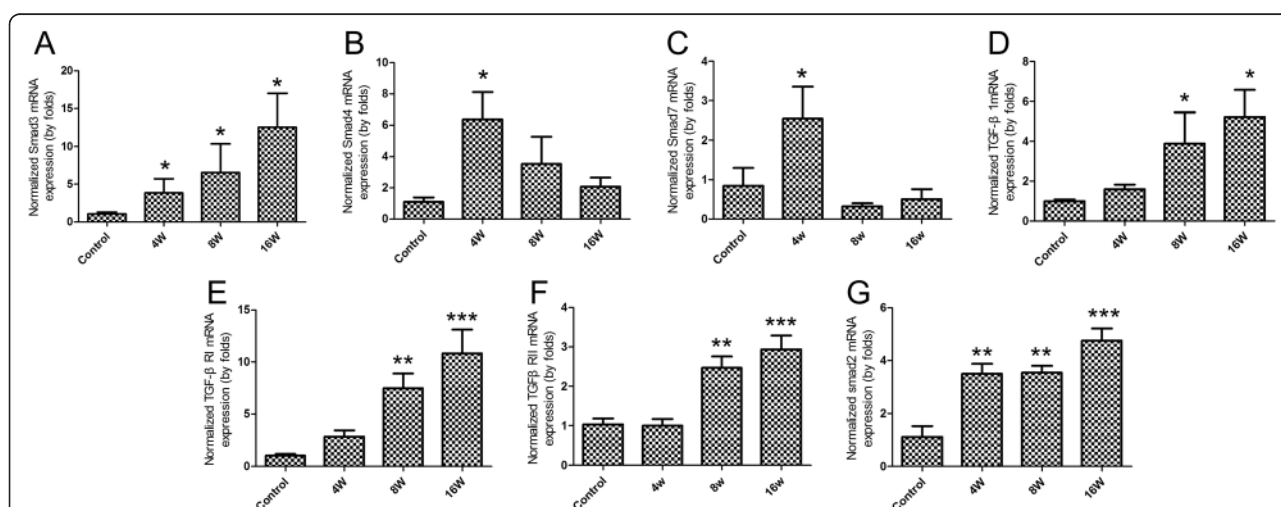 A
Normalized Smad3 mRNA
expression (by folds)
20
15
10
5
0
*
*
*
Control
4W
8W
16W
B
Normalized Smad4 mRNA
expression (by folds)
10
8
6
4
2
0
*
Control
4W
8W
16W
C
Normalized Smad7 mRNA
expression (by folds)
4
3
2
1
0
*
Control
4w
8w
16w
D
Normalized TGF-β 1mRNA
expression (by folds)
8
6
4
2
0
*
*
Control
4W
8W
16W
E
Normalized TGF-β RI mRNA
expression (by folds)
15
10
5
0
**
***
Control
4W
8W
16W
F
Normalized TGFβ RII mRNA
expression (by folds)
4
3
2
1
0
**
***
Control
4w
8w
16w
G
Normalized smad2 mRNA
expression (by folds)
6
4
2
0
**
**
***
Control
4W
8W
16W